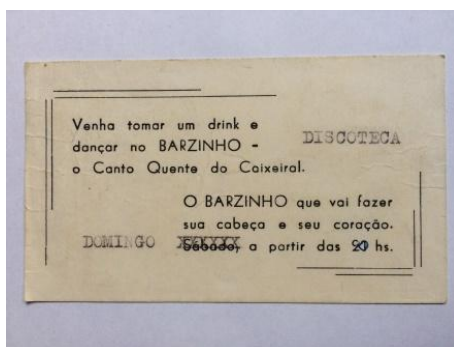 Venha tomar um drink e
dançar no BARZINHO -
o Canto Quente do Caixeiral.
DISCOTECA
O BARZINHO que vai fazer
sua cabeça e seu coração.
DOMINGO XXXXXX
Sábado, a partir das hs.